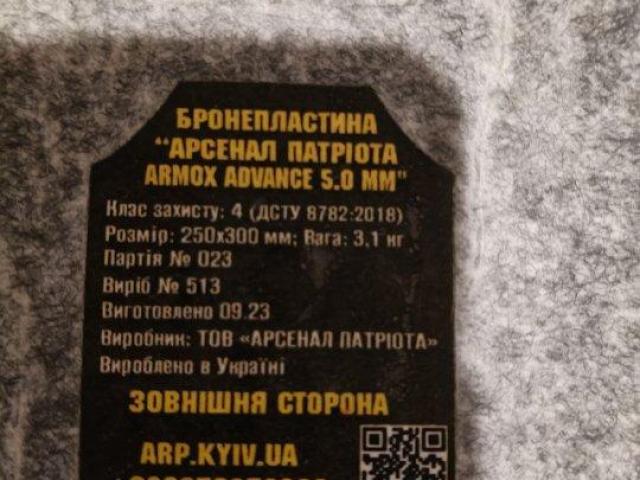 БРОНЕПЛАСТИНА
“АРСЕНАЛ ПАТРІОТА
ARMOX ADVANCE 5.0 ММ"
Клас захисту: 4 (ДСТУ 8782:2018)
Розмір: 250х300 мм; Вага: 3,1 кг
Партія № 023
Виріб № 513
Виготовлено 09.23
Виробник: ТОВ «АРСЕНАЛ ПАТРІОТА»
Вироблено в Україні
ЗОВНІШНЯ СТОРОНА
ARP.KYIV.UA